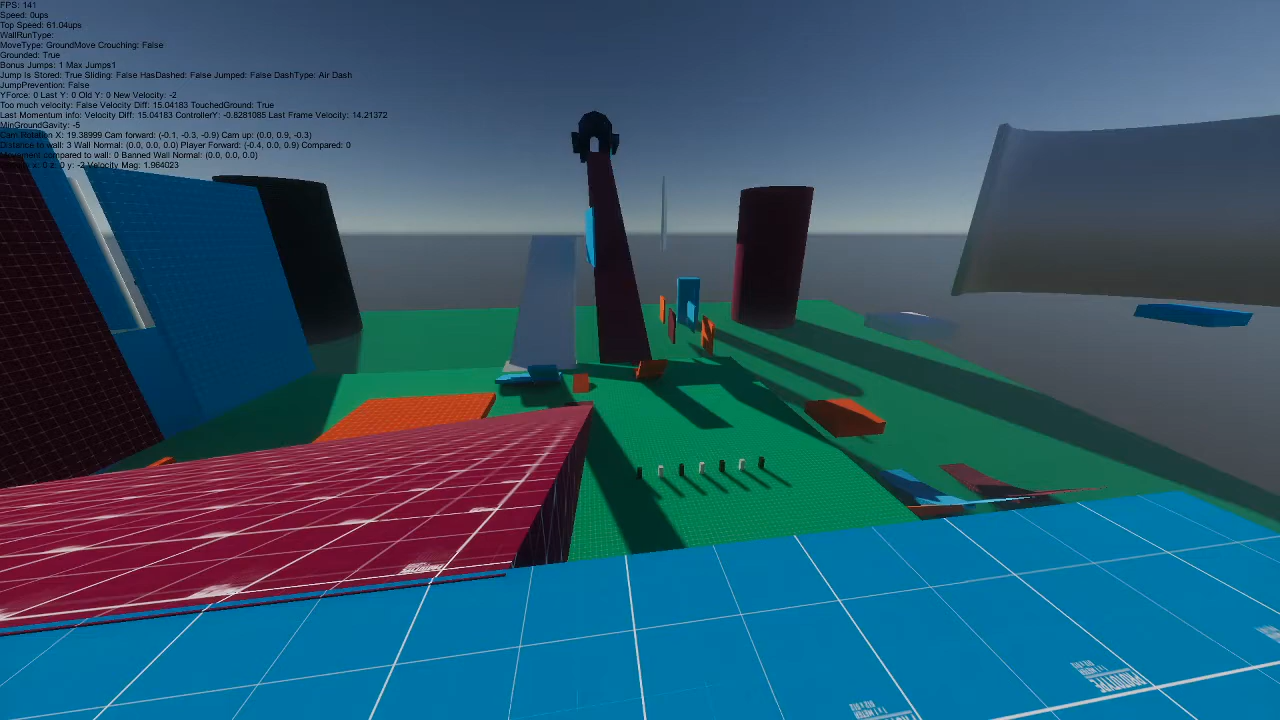 FPS: 141
Speed: 0ups
Top Speed: 61.04ups
WallRunType:
MoveType: GroundMove Crouching: False
Grounded: True
Bonus Jumps: 1 Max Jumps1
Jump Is Stored: True Sliding: False HasDashed: False Jumped: False DashType: Air Dash
JumpPrevention: False
YForce: 0 Last Y: 0 Old Y: 0 New Velocity: -2
Too much velocity: False Velocity Diff: 15.04183 TouchedGround: True
Last Momentum info: Velocity Diff: 15.04183 ControllerY: -0.8281085 Last Frame Velocity: 14.21372
MinGroundGavity: -5
Cam Rotation X: 19.38999 Cam forward: (-0.1, -0.3, -0.9) Cam up: (0.0, 0.9, -0.3)
Distance to wall: 3 Wall Normal: (0.0, 0.0, 0.0) Player Forward: (-0.4, 0.0, 0.9) Compared: 0
compared to wall: 0 Banned Wall Normal: (0.0, 0.0, 0.0)
x: 0 z: 0 y: -2 Velocity Mag: 1.964023
PROTOTYPE